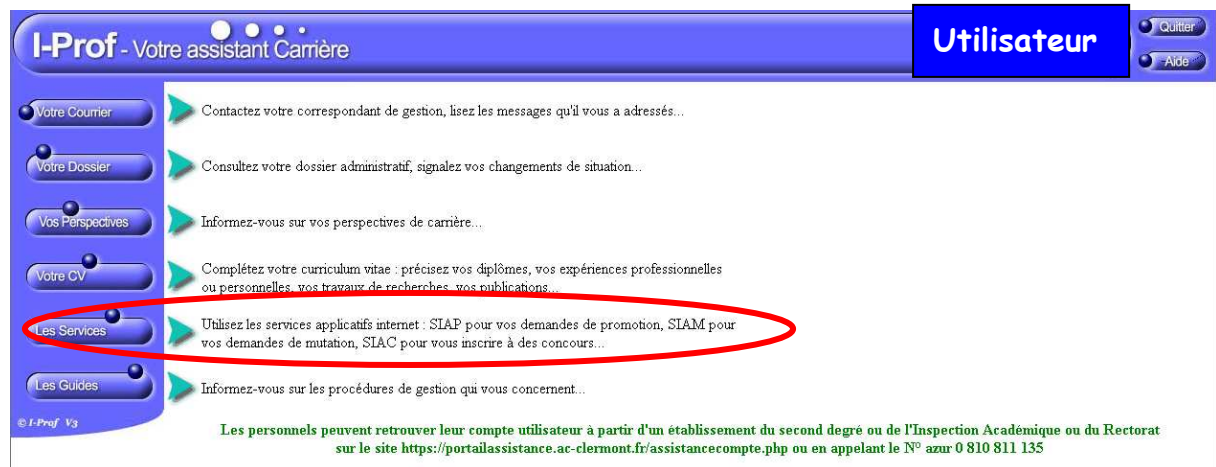 I-Prof - Votre assistant Carrière
Utilisateur
Quitter
Aide
Votre Courrier
Contactez votre correspondant de gestion, lisez les messages qu'il vous a adressés...
Votre Dossier
Consultez votre dossier administratif, signalez vos changements de situation...
Vos Perspectives
Informez-vous sur vos perspectives de carrière...
Votre CV
Complétez votre curriculum vitae : précisez vos diplômes, vos expériences professionnelles
ou personnelles, vos travaux de recherches, vos publications...
Les Services
Utilisez les services applicatifs internet : SIAP pour vos demandes de promotion, SIAM pour
vos demandes de mutation, SIAC pour vous inscrire à des concours...
Les Guides
Informez-vous sur les procédures de gestion qui vous concernent...
© I-Prof V3
Les personnels peuvent retrouver leur compte utilisateur à partir d'un établissement du second degré ou de l'Inspection Académique ou du Rectorat
sur le site https://portailassistance.ac-clermont.fr/assistancecompte.php ou en appelant le N° azur 0 810 811 135